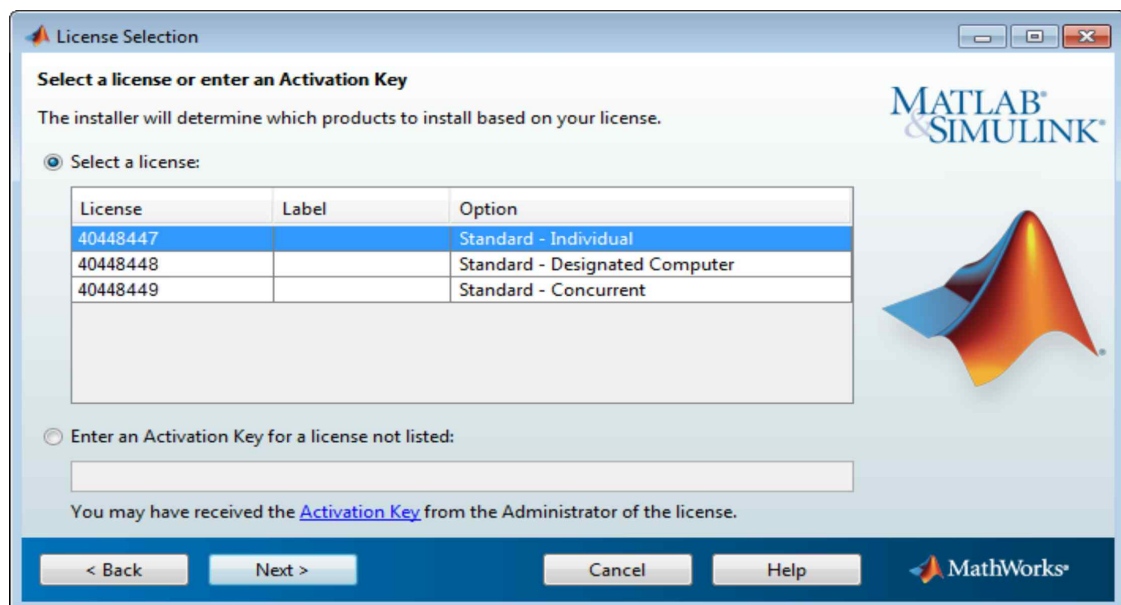 License Selection
Select a license or enter an Activation Key
The installer will determine which products to install based on your license.
MATLAB®
&SIMULINK®
Select a license:
License Label Option
40448447 Standard - Individual
40448448 Standard - Designated Computer
40448449 Standard - Concurrent
®
Enter an Activation Key for a license not listed:
You may have received the Activation Key from the Administrator of the license.
< Back Next > Cancel Help MathWorks®